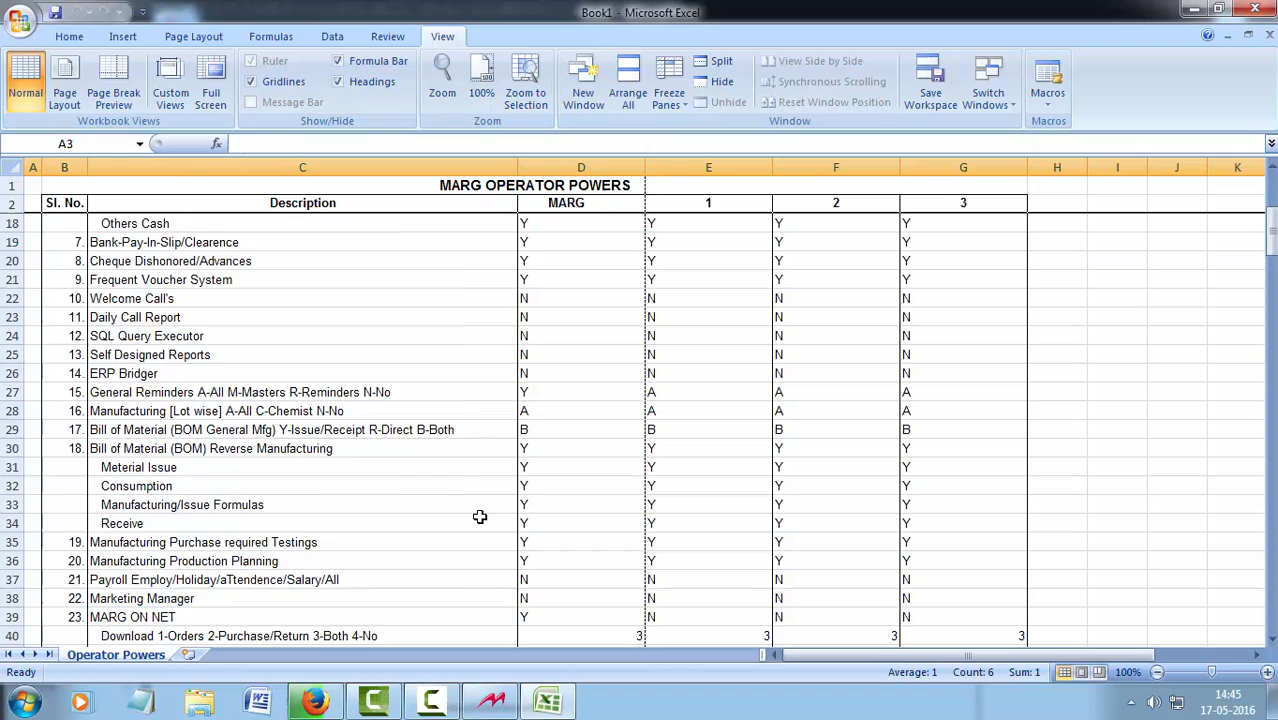 Book1 - Microsoft Excel
Home Insert Page Layout Formulas Data Review View
Normal Page Layout Page Break Preview Custom Views Full Screen
Workbook Views
Ruler Formula Bar
Gridlines Headings
Message Bar
Show/Hide
Zoom 100% Zoom to Selection
Zoom
New Window Arrange All Freeze Panes
Split
Hide
Unhide
View Side by Side
Synchronous Scrolling
Reset Window Position
Window
Save Workspace Switch Windows
Macros
Macros
A3 fx
A B C D E F G H I J K
1 MARG OPERATOR POWERS
2 Sl. No. Description MARG 1 2 3
18 Others Cash Y Y Y Y
19 7. Bank-Pay-In-Slip/Clearence Y Y Y Y
20 8. Cheque Dishonored/Advances Y Y Y Y
21 9. Frequent Voucher System Y Y Y Y
22 10. Welcome Call's N N N N
23 11. Daily Call Report N N N N
24 12. SQL Query Executor N N N N
25 13. Self Designed Reports N N N N
26 14. ERP Bridger N N N N
27 15. General Reminders A-All M-Masters R-Reminders N-No Y A A A
28 16. Manufacturing [Lot wise] A-All C-Chemist N-No A A A A
29 17. Bill of Material (BOM General Mfg) Y-Issue/Receipt R-Direct B-Both B B B B
30 18. Bill of Material (BOM) Reverse Manufacturing Y Y Y Y
31 Meterial Issue Y Y Y Y
32 Consumption Y Y Y Y
33 Manufacturing/Issue Formulas Y Y Y Y
34 Receive Y Y Y Y
35 19. Manufacturing Purchase required Testings Y Y Y Y
36 20. Manufacturing Production Planning Y Y Y Y
37 21. Payroll Employ/Holiday/aTtendence/Salary/All N N N N
38 22. Marketing Manager N N N N
39 23. MARG ON NET Y N N N
40 Download 1-Orders 2-Purchase/Return 3-Both 4-No 3 3 3 3
Operator Powers
Ready Average: 1 Count: 6 Sum: 1 100%
14:45
17-05-2016